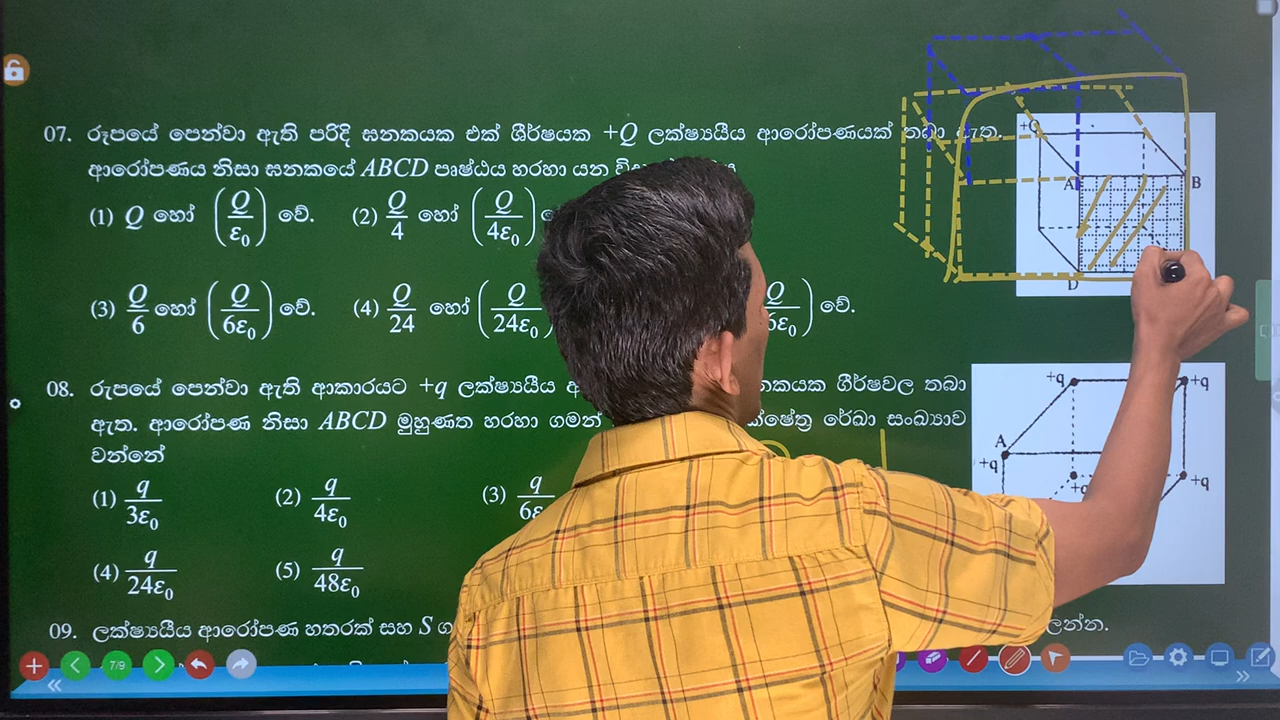 07. රූපයේ පෙන්වා ඇති පරිදි ඝනකයක එක් ශීර්ෂයක +Q ලක්ෂ්‍යයීය ආරෝපණයක් තබා ඇත.
ආරෝපණය නිසා ඝනකයේ ABCD පෘෂ්ඨය හරහා යන
(1) Q හෝ (Q/ε₀) වේ. (2) Q/4 හෝ (Q/4ε₀)
(3) Q/6 හෝ (Q/6ε₀) වේ. (4) Q/24 හෝ (Q/24ε₀) වේ.
+Q
A
B
D
08. රුපයේ පෙන්වා ඇති ආකාරයට +q ලක්ෂ්‍යයීය ශීර්ෂවල තබා
ඇත. ආරෝපණ නිසා ABCD මුහුණත හරහා ගමන් රේඛා සංඛ්‍යාව
වන්නේ
(1) q/3ε₀ (2) q/4ε₀ (3)
(4) q/24ε₀ (5) q/48ε₀
+q
+q
A
+q
+q
09. ලක්ෂ්‍යයීය ආරෝපණ හතරක් සහ S
7/9